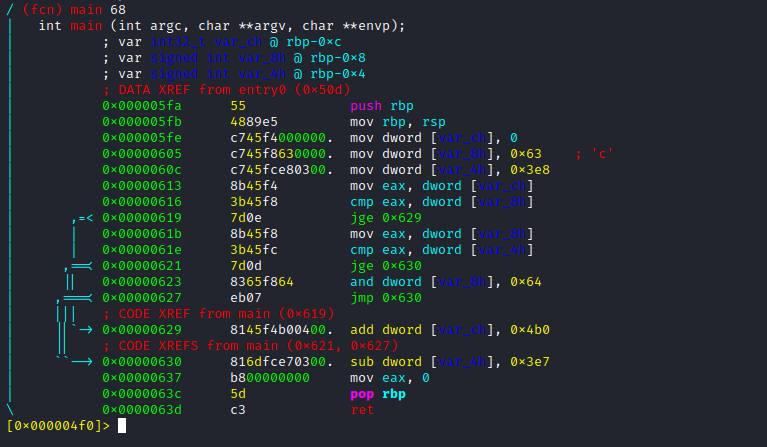 / (fcn) main 68
|   int main (int argc, char **argv, char **envp);
|           ; var int32_t var_ch @ rbp-0xc
|           ; var signed int var_8h @ rbp-0x8
|           ; var signed int var_4h @ rbp-0x4
|           ; DATA XREF from entry0 (0x50d)
|           0x000005fa      55             push rbp
|           0x000005fb      4889e5         mov rbp, rsp
|           0x000005fe      c745f4000000.  mov dword [var_ch], 0
|           0x00000605      c745f8630000.  mov dword [var_8h], 0x63    ; 'c'
|           0x0000060c      c745fce80300.  mov dword [var_4h], 0x3e8
|           0x00000613      8b45f4         mov eax, dword [var_ch]
|           0x00000616      3b45f8         cmp eax, dword [var_8h]
|       ,=< 0x00000619      7d0e           jge 0x629
|       |   0x0000061b      8b45f8         mov eax, dword [var_8h]
|       |   0x0000061e      3b45fc         cmp eax, dword [var_4h]
|      ,==< 0x00000621      7d0d           jge 0x630
|      ||   0x00000623      8365f864       and dword [var_8h], 0x64
|     ,===< 0x00000627      eb07           jmp 0x630
|     |||   ; CODE XREF from main (0x619)
|     ||`-> 0x00000629      8145f4b00400.  add dword [var_ch], 0x4b0
|     ||    ; CODE XREFS from main (0x621, 0x627)
|     ``--> 0x00000630      816dfce70300.  sub dword [var_4h], 0x3e7
|           0x00000637      b800000000     mov eax, 0
|           0x0000063c      5d             pop rbp
\           0x0000063d      c3             ret
[0x000004f0]>